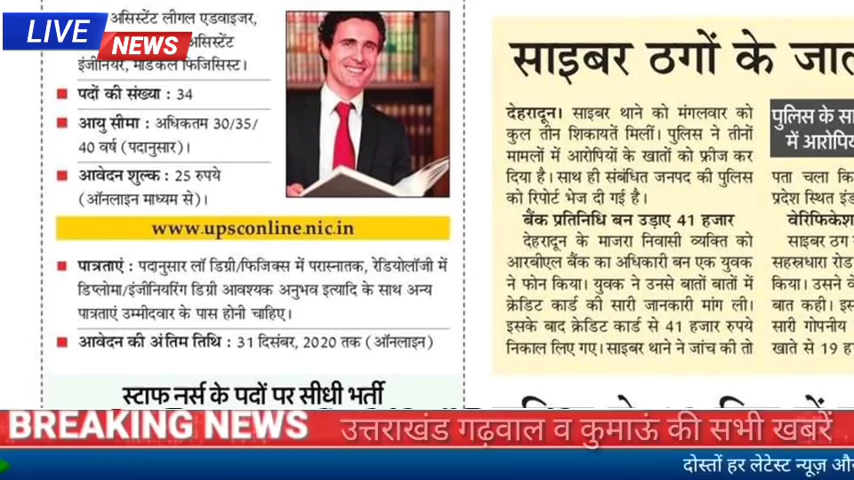 LIVE
NEWS
असिस्टेंट लीगल एडवाइजर,
असिस्टेंट
इंजीनियर, मेडिकल फिजिसिस्ट।
पदों की संख्या : 34
आयु सीमा : अधिकतम 30/35/
40 वर्ष (पदानुसार)।
आवेदन शुल्क : 25 रुपये
(ऑनलाइन माध्यम से)।
www.upsconline.nic.in
पात्रताएं : पदानुसार लॉ डिग्री/फिजिक्स में परास्नातक, रेडियोलॉजी में
डिप्लोमा/इंजीनियरिंग डिग्री आवश्यक अनुभव इत्यादि के साथ अन्य
पात्रताएं उम्मीदवार के पास होनी चाहिए।
आवेदन की अंतिम तिथि : 31 दिसंबर, 2020 तक (ऑनलाइन)
स्टाफ नर्स के पदों पर सीधी भर्ती
साइबर ठगों के
देहरादून। साइबर थाने को मंगलवार को
कुल तीन शिकायतें मिलीं। पुलिस ने तीनों
मामलों में आरोपियों के खातों को फ्रीज कर
दिया है। साथ ही संबंधित जनपद की पुलिस
को रिपोर्ट भेज दी गई है।
बैंक प्रतिनिधि बन उड़ाए 41 हजार
देहरादून के माजरा निवासी व्यक्ति को
आरबीएल बैंक का अधिकारी बन एक युवक
ने फोन किया। युवक ने उनसे बातों बातों में
क्रेडिट कार्ड की सारी जानकारी मांग ली।
इसके बाद क्रेडिट कार्ड से 41 हजार रुपये
निकाल लिए गए। साइबर थाने ने जांच की तो
पुलिस के
में
पता चला
प्रदेश स्थित
वेरिफिकेश
साइबर ठग
सहस्रधारा रोड
किया। उसने
बात कही।
सारी गोपनीय
खाते से 19
BREAKING NEWS
उत्तराखंड गढ़वाल व कुमाऊं की सभी खबरें
दोस्तों हर लेटेस्ट न्यूज़